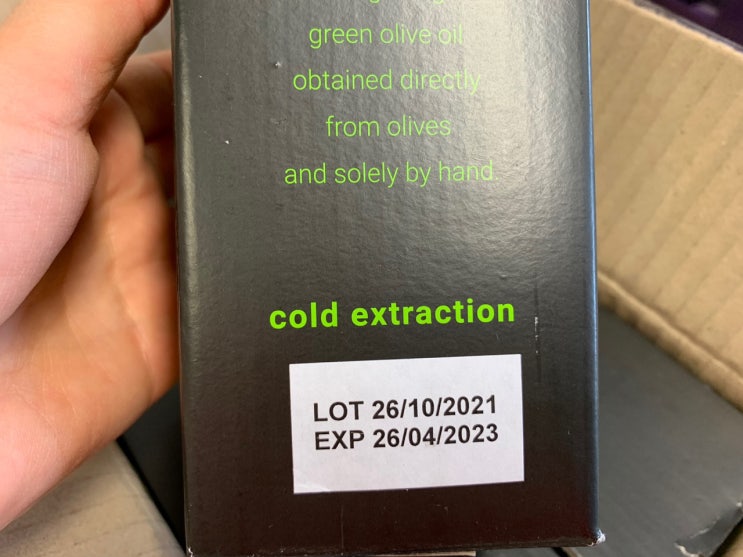 green olive oil
obtained directly
from olives
and solely by hand
cold extraction
LOT 26/10/2021
EXP 26/04/2023